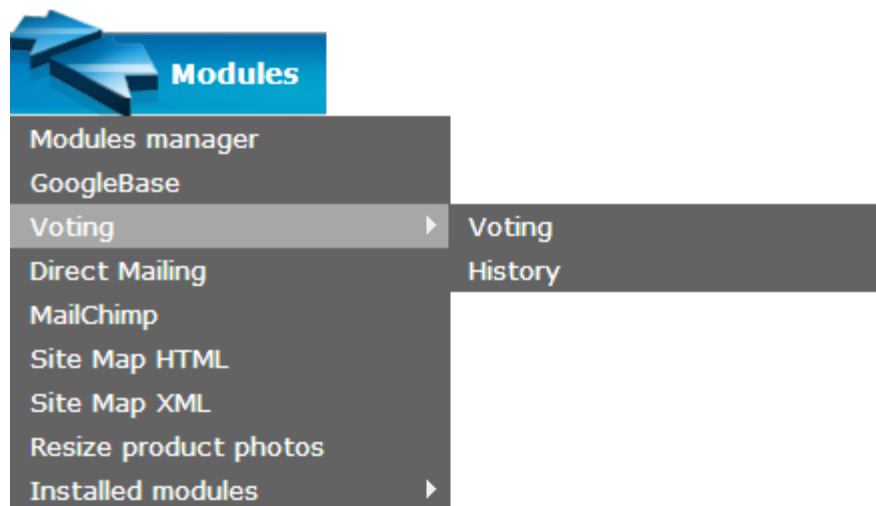 Modules
Modules manager
GoogleBase
Voting
Voting
Direct Mailing
History
MailChimp
Site Map HTML
Site Map XML
Resize product photos
Installed modules